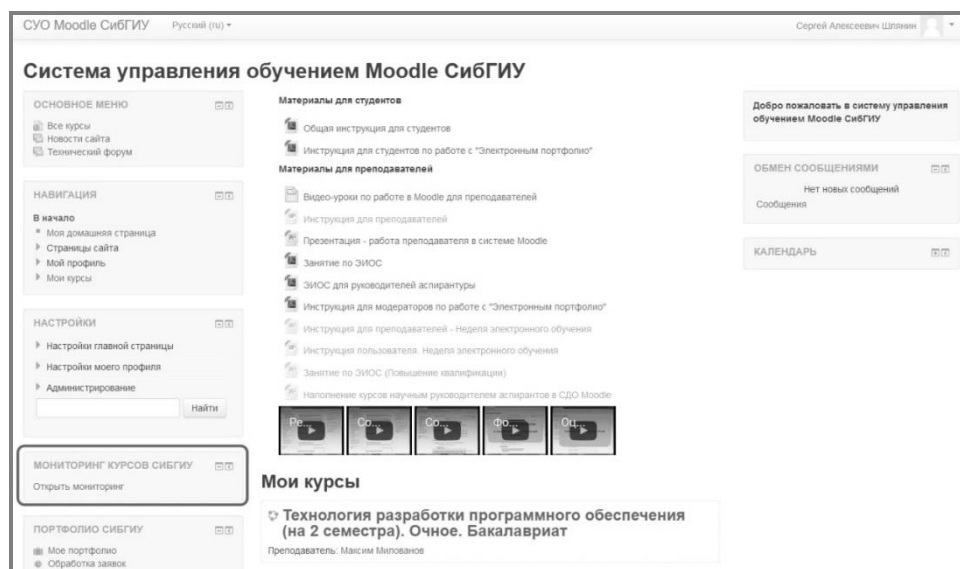 СУО Moodle СибГИУ
Русский (ru)
Сергей Алексеевич Шпянин
Система управления обучением Moodle СибГИУ
ОСНОВНОЕ МЕНЮ
Все курсы
Новости сайта
Технический форум
НАВИГАЦИЯ
В начало
Моя домашняя страница
Страницы сайта
Мой профиль
Мои курсы
НАСТРОЙКИ
Настройки главной страницы
Настройки моего профиля
Администрирование
Найти
МОНИТОРИНГ КУРСОВ СИБГИУ
Открыть мониторинг
ПОРТФОЛИО СИБГИУ
Мое портфолио
Обработка заявок
Материалы для студентов
Общая инструкция для студентов
Инструкция для студентов по работе с "Электронным портфолио"
Материалы для преподавателей
Видео-уроки по работе в Moodle для преподавателей
Инструкция для преподавателей
Презентация - работа преподавателя в системе Moodle
Занятие по ЭИОС
ЭИОС для руководителей аспирантуры
Инструкция для модераторов по работе с "Электронным портфолио"
Инструкция для преподавателей - Неделя электронного обучения
Инструкция пользователя. Неделя электронного обучения
Занятие по ЭИОС (Повышение квалификации)
Наполнение курсов научным руководителем аспирантов в СДО Moodle
Ре... Со... Со... Фо... Оц...
Мои курсы
Технология разработки программного обеспечения
(на 2 семестра). Очное. Бакалавриат
Преподаватель: Максим Милованов
Добро пожаловать в систему управления
обучением Moodle СибГИУ
ОБМЕН СООБЩЕНИЯМИ
Нет новых сообщений
Сообщения
КАЛЕНДАРЬ